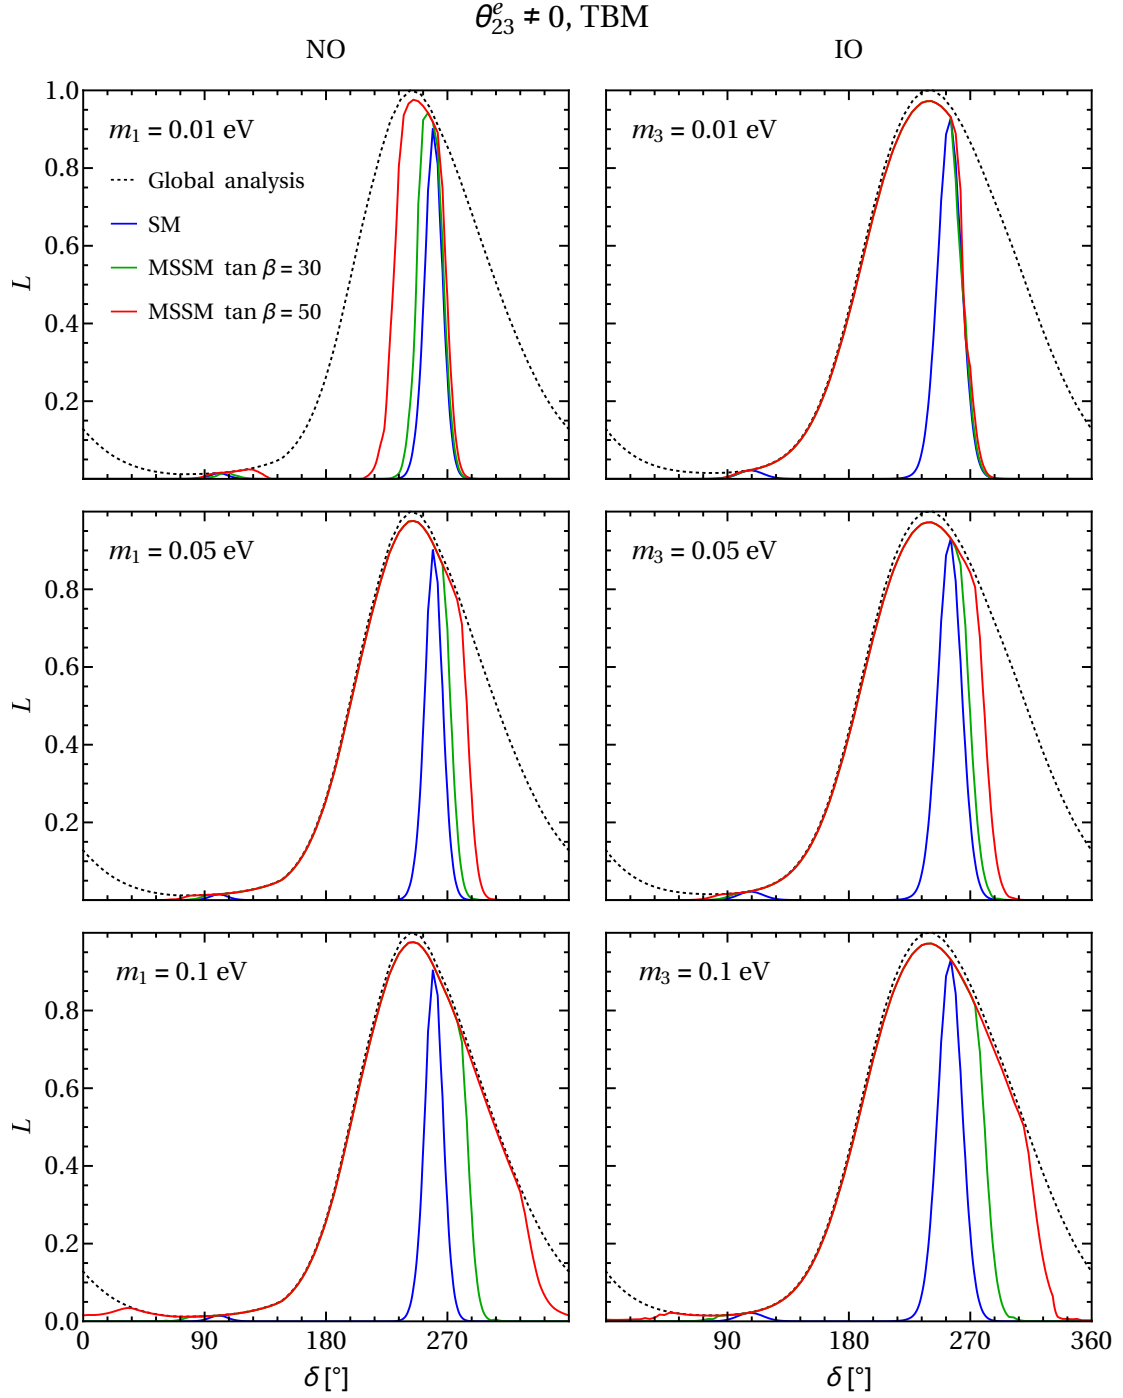 θᵉ₂₃ ≠ 0, TBM
NO
IO
1.0
0.8
0.6
0.4
0.2
L
m₁ = 0.01 eV
Global analysis
SM
MSSM tan β = 30
MSSM tan β = 50
m₃ = 0.01 eV
0.8
0.6
0.4
0.2
L
m₁ = 0.05 eV
m₃ = 0.05 eV
0.8
0.6
0.4
0.2
0.0
L
m₁ = 0.1 eV
m₃ = 0.1 eV
0 90 180 270
90 180 270 360
δ [°]
δ [°]